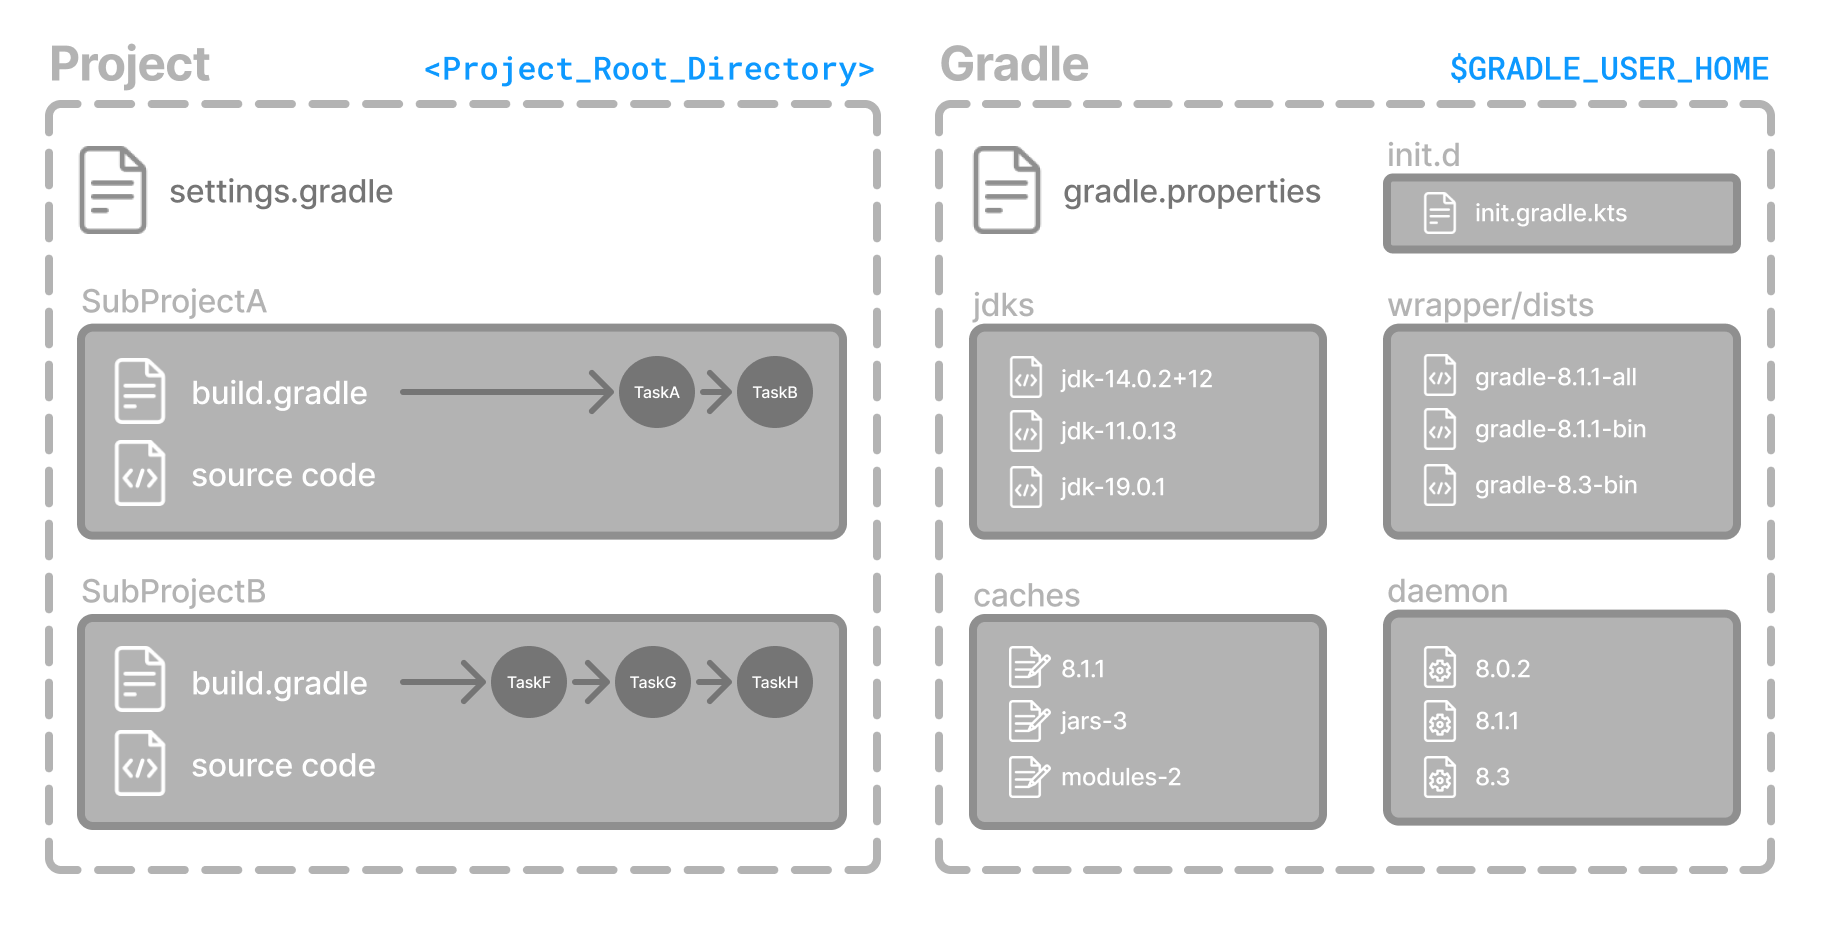 Project
<Project_Root_Directory>
settings.gradle
SubProjectA
build.gradle
TaskA
TaskB
source code
SubProjectB
build.gradle
TaskF
TaskG
TaskH
source code
Gradle
$GRADLE_USER_HOME
gradle.properties
init.d
init.gradle.kts
jdks
jdk-14.0.2+12
jdk-11.0.13
jdk-19.0.1
wrapper/dists
gradle-8.1.1-all
gradle-8.1.1-bin
gradle-8.3-bin
caches
8.1.1
jars-3
modules-2
daemon
8.0.2
8.1.1
8.3